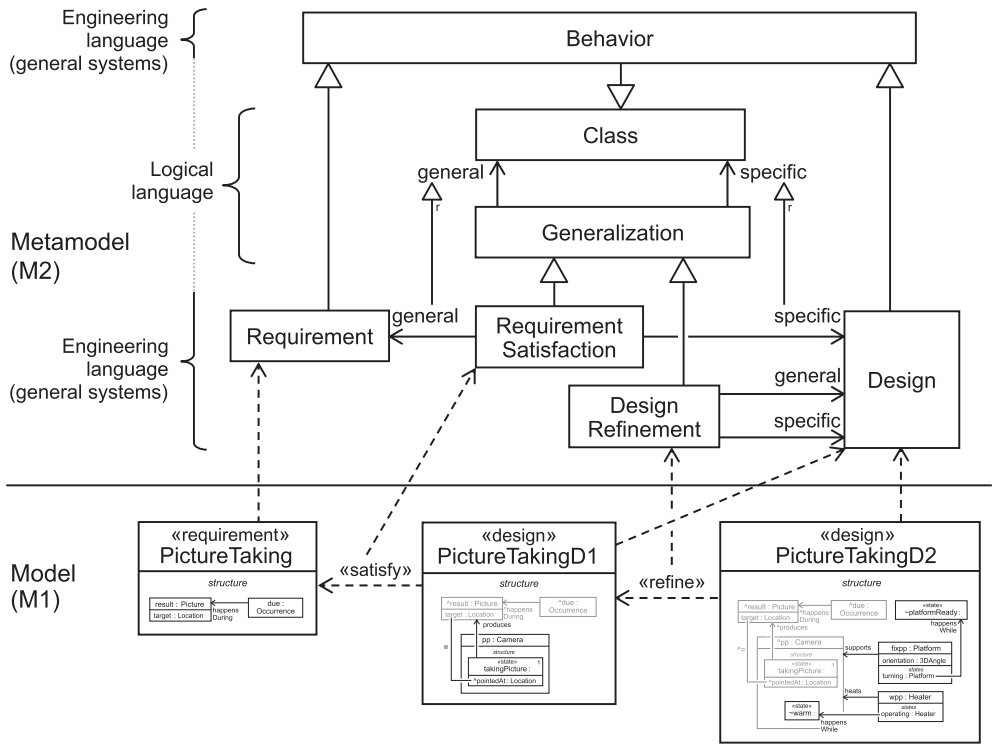 Engineering
language
(general systems)
Behavior
Class
Logical
language
general
specific
r
r
Generalization
Metamodel
(M2)
general
specific
Requirement
Requirement
Satisfaction
Engineering
language
(general systems)
general
Design
Design
Refinement
specific
«requirement»
PictureTaking
structure
result : Picture
target : Location
happens
During
due :
Occurrence
Model
(M1)
«satisfy»
«design»
PictureTakingD1
structure
^result : Picture
target : Location
^happens
During
^due :
Occurrence
produces
=
pp : Camera
structure
«state» 1
takingPicture :
^pointedAt : Location
«refine»
«design»
PictureTakingD2
structure
^result : Picture
target : Location
^happens
During
^due :
Occurrence
«state»
~platformReady :
^produces
happens
While
^=
^pp : Camera
structure
«state» 1
takingPicture :
^pointedAt : Location
supports
fixpp : Platform
orientation : 3DAngle
states
turning : Platform
heats
wpp : Heater
states
operating : Heater
«state»
~warm :
happens
While